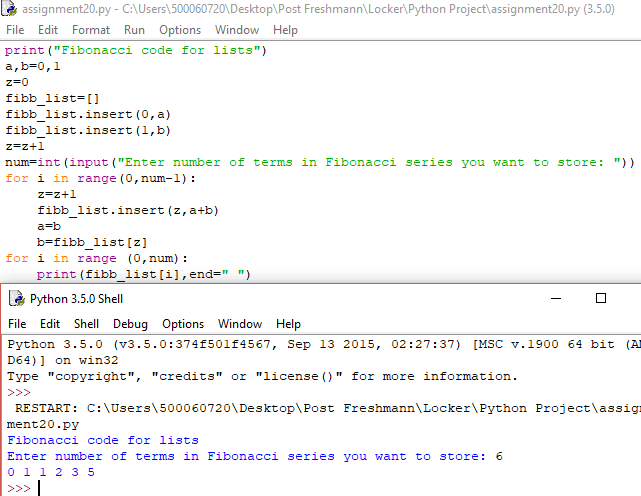 assignment20.py - C:\Users\500060720\Desktop\Post Freshmann\Locker\Python Project\assignment20.py (3.5.0)
File Edit Format Run Options Window Help
print("Fibonacci code for lists")
a,b=0,1
z=0
fibb_list=[]
fibb_list.insert(0,a)
fibb_list.insert(1,b)
z=z+1
num=int(input("Enter number of terms in Fibonacci series you want to store: "))
for i in range(0,num-1):
    z=z+1
    fibb_list.insert(z,a+b)
    a=b
    b=fibb_list[z]
for i in range (0,num):
    print(fibb_list[i],end=" ")
Python 3.5.0 Shell
File Edit Shell Debug Options Window Help
Python 3.5.0 (v3.5.0:374f501f4567, Sep 13 2015, 02:27:37) [MSC v.1900 64 bit (AM
D64)] on win32
Type "copyright", "credits" or "license()" for more information.
>>>
 RESTART: C:\Users\500060720\Desktop\Post Freshmann\Locker\Python Project\assign
ment20.py
Fibonacci code for lists
Enter number of terms in Fibonacci series you want to store: 6
0 1 1 2 3 5
>>>